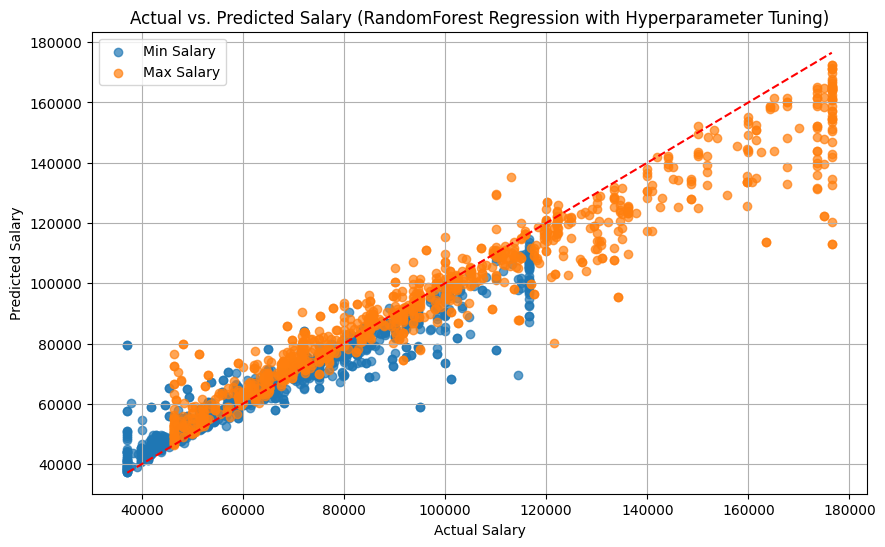 Actual vs. Predicted Salary (RandomForest Regression with Hyperparameter Tuning)
Min Salary
Max Salary
180000
160000
140000
120000
100000
80000
60000
40000
Predicted Salary
40000 60000 80000 100000 120000 140000 160000 180000
Actual Salary